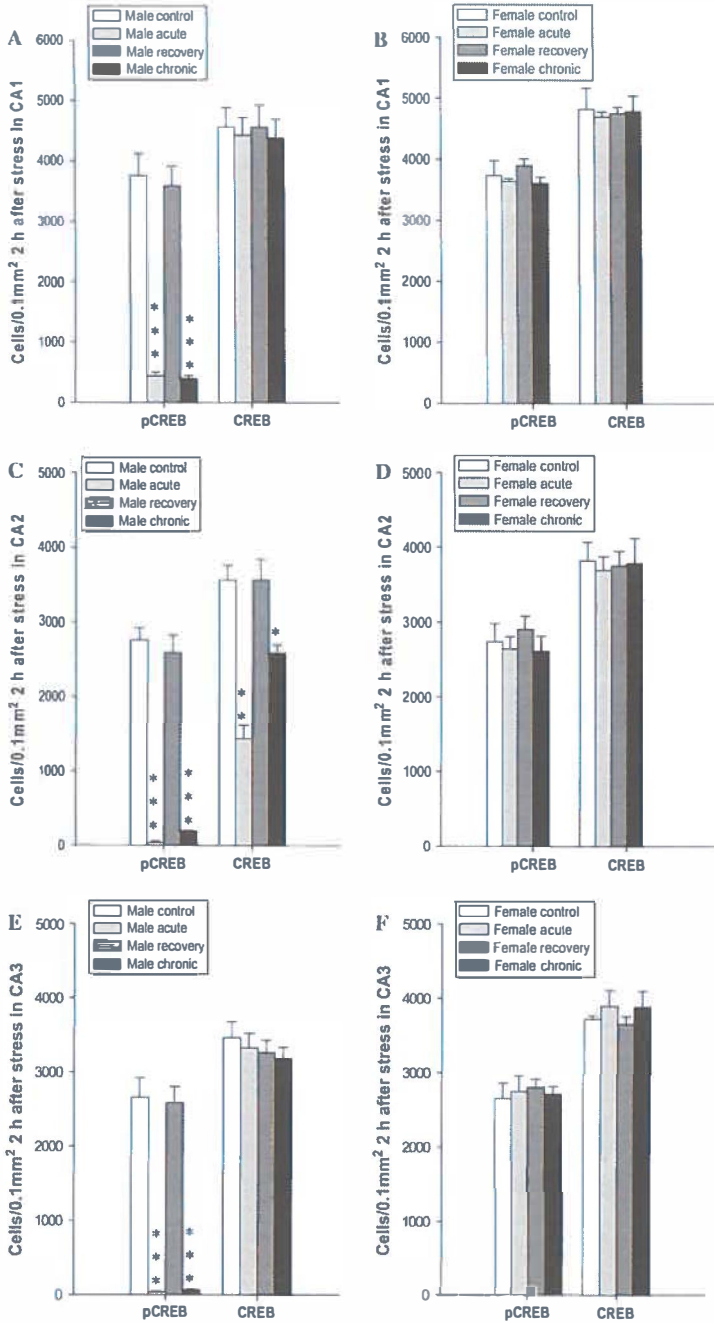 A
Male control
Male acute
Male recovery
Male chronic
6000
5000
4000
3000
2000
1000
0
Cells/0.1mm² 2 h after stress in CA1
***
***
pCREB
CREB
B
Female control
Female acute
Female recovery
Female chronic
6000
5000
4000
3000
2000
1000
0
Cells/0.1mm² 2 h after stress in CA1
pCREB
CREB
C
Male control
Male acute
Male recovery
Male chronic
5000
4000
3000
2000
1000
0
Cells/0.1mm² 2 h after stress in CA2
***
***
**
*
pCREB
CREB
D
Female control
Female acute
Female recovery
Female chronic
5000
4000
3000
2000
1000
0
Cells/0.1mm² 2 h after stress in CA2
pCREB
CREB
E
Male control
Male acute
Male recovery
Male chronic
5000
4000
3000
2000
1000
0
Cells/0.1mm² 2 h after stress in CA3
***
***
pCREB
CREB
F
Female control
Female acute
Female recovery
Female chronic
5000
4000
3000
2000
1000
0
Cells/0.1mm² 2 h after stress in CA3
pCREB
CREB